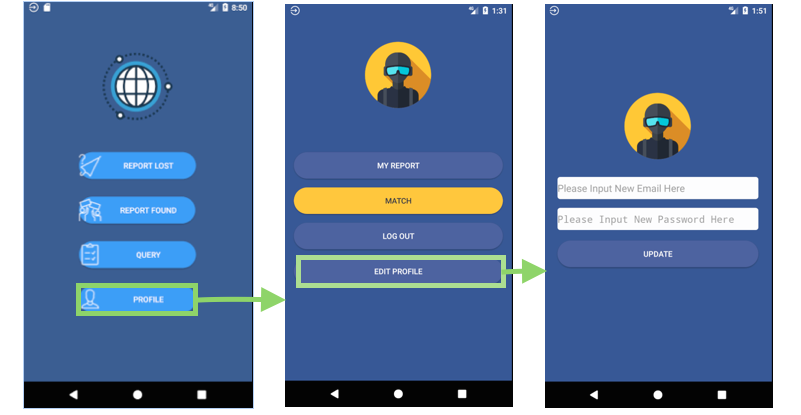 8:50
REPORT LOST
REPORT FOUND
QUERY
PROFILE
1:31
MY REPORT
MATCH
LOG OUT
EDIT PROFILE
1:51
Please Input New Email Here
Please Input New Password Here
UPDATE